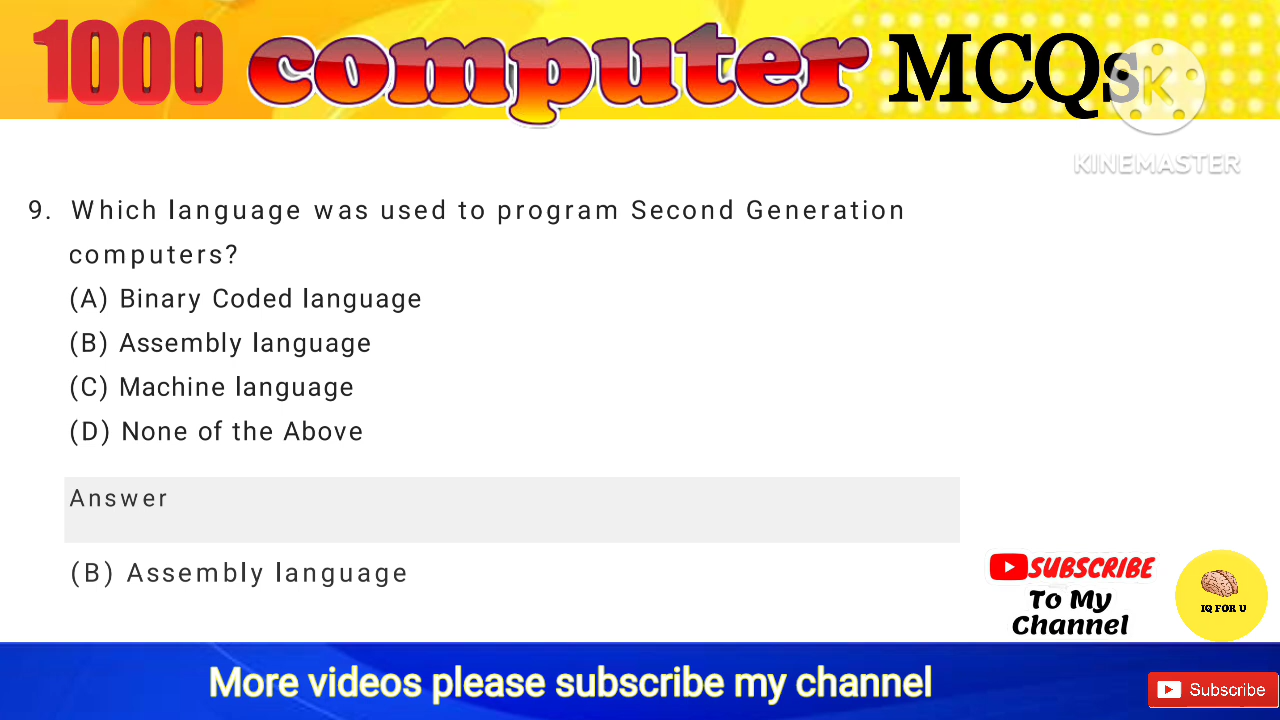 1000 computer MCQs
KINEMASTER
9. Which language was used to program Second Generation
computers?
(A) Binary Coded language
(B) Assembly language
(C) Machine language
(D) None of the Above
Answer
(B) Assembly language
SUBSCRIBE
To My
Channel
IQ FOR U
More videos please subscribe my channel
Subscribe